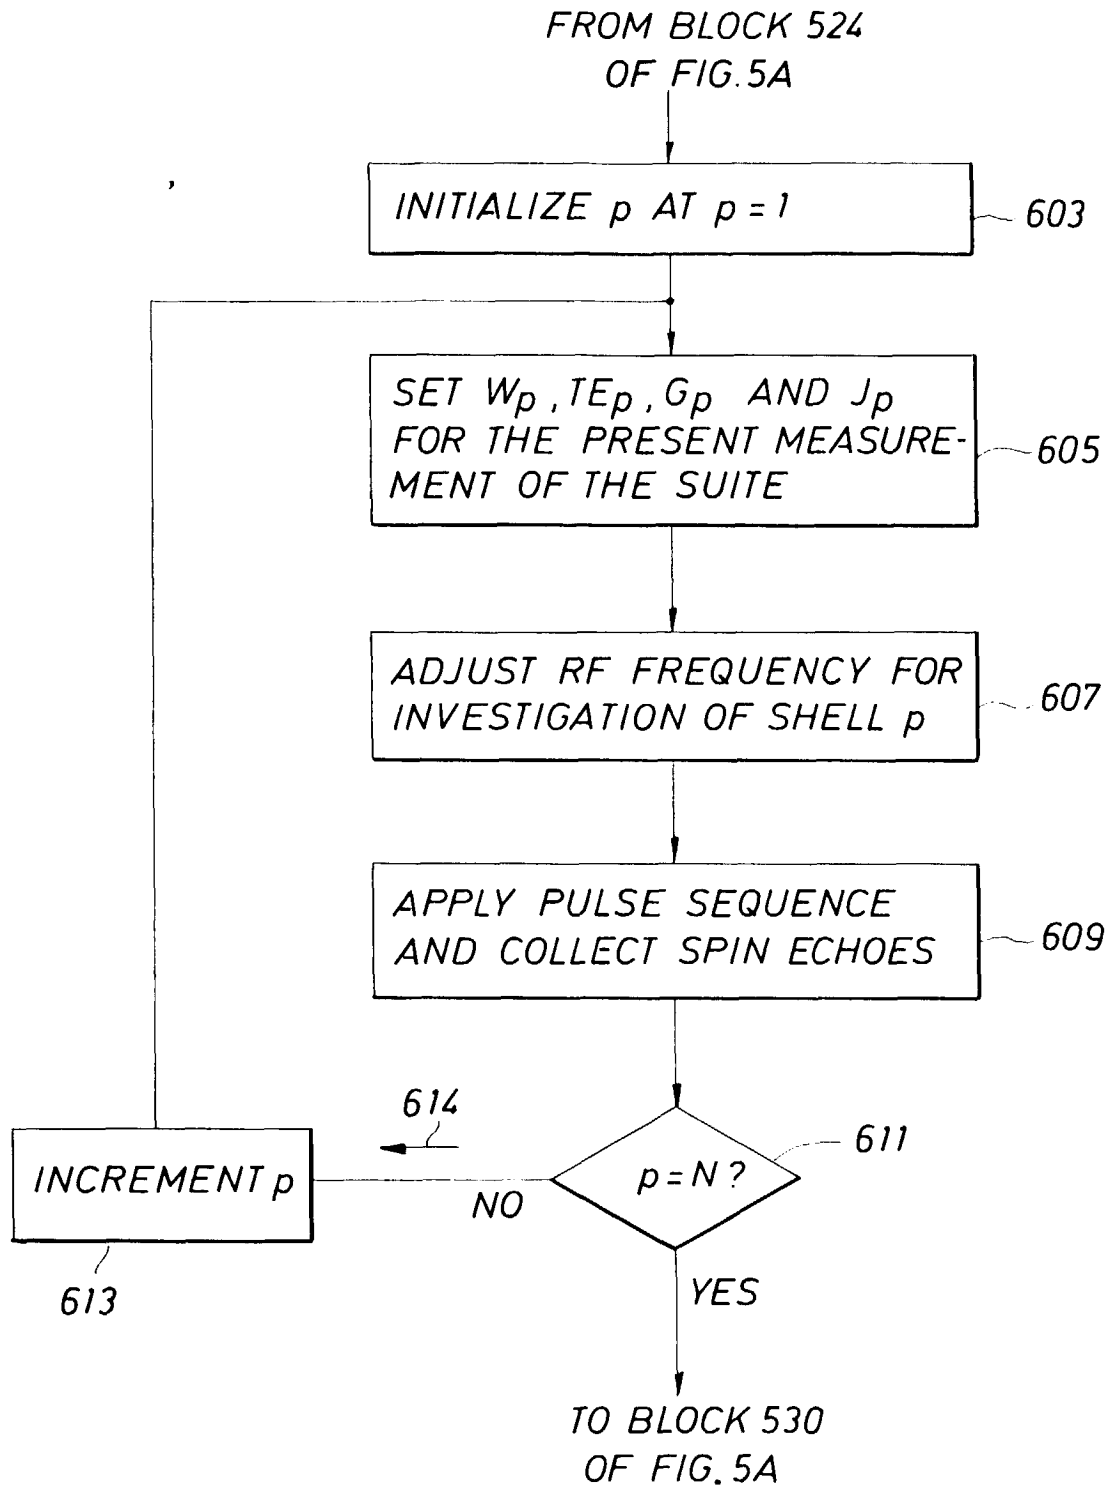 FROM BLOCK 524
OF FIG. 5A
INITIALIZE p AT p = 1
603
SET Wp, TEp, Gp AND Jp
FOR THE PRESENT MEASURE-
MENT OF THE SUITE
605
ADJUST RF FREQUENCY FOR
INVESTIGATION OF SHELL p
607
APPLY PULSE SEQUENCE
AND COLLECT SPIN ECHOES
609
614
611
p = N ?
INCREMENT p
NO
613
YES
TO BLOCK 530
OF FIG. 5A